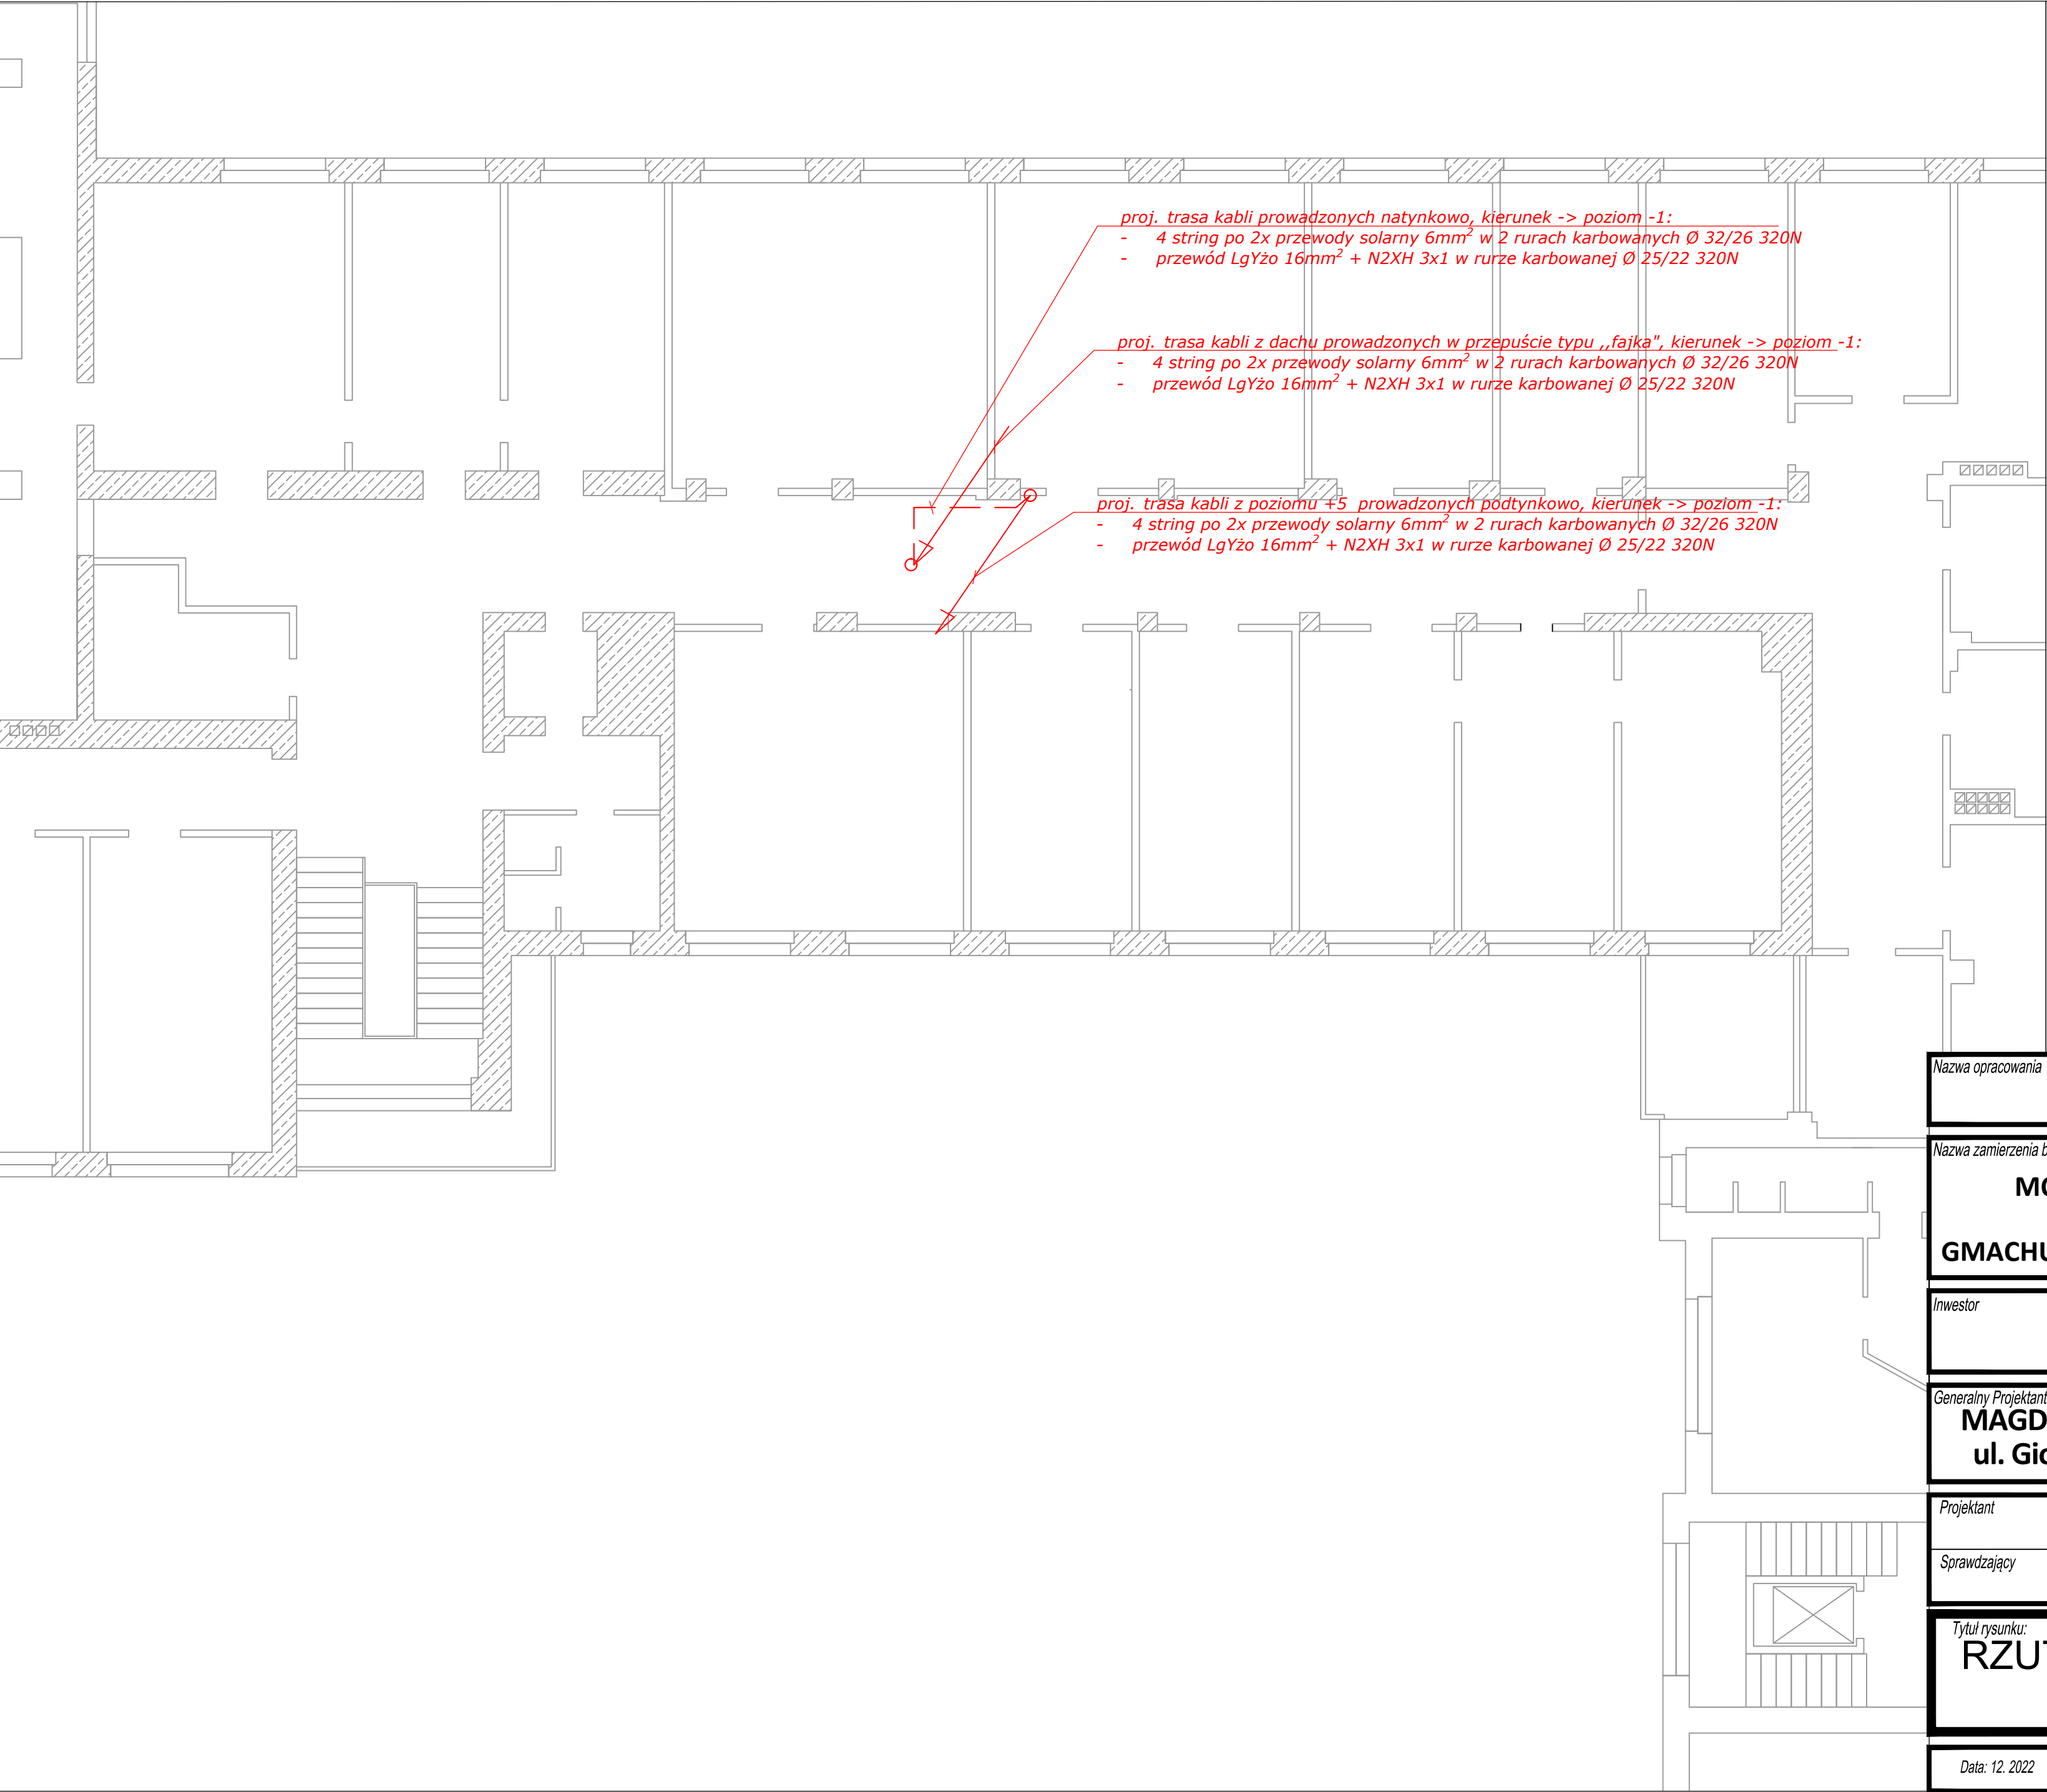 proj. trasa kabli prowadzonych natynkowo, kierunek -> poziom -1:
- 4 string po 2x przewody solarny 6mm² w 2 rurach karbowanych Ø 32/26 320N
- przewód LgYżo 16mm² + N2XH 3x1 w rurze karbowanej Ø 25/22 320N
proj. trasa kabli z dachu prowadzonych w przepuście typu ,,fajka", kierunek -> poziom -1:
- 4 string po 2x przewody solarny 6mm² w 2 rurach karbowanych Ø 32/26 320N
- przewód LgYżo 16mm² + N2XH 3x1 w rurze karbowanej Ø 25/22 320N
proj. trasa kabli z poziomu +5 prowadzonych podtynkowo, kierunek -> poziom -1:
- 4 string po 2x przewody solarny 6mm² w 2 rurach karbowanych Ø 32/26 320N
- przewód LgYżo 16mm² + N2XH 3x1 w rurze karbowanej Ø 25/22 320N
Nazwa opracowania
Nazwa zamierzenia b
MO
GMACHU
Inwestor
Generalny Projektant
MAGD
ul. Gio
Projektant
Sprawdzający
Tytuł rysunku:
RZUT
Data: 12. 2022